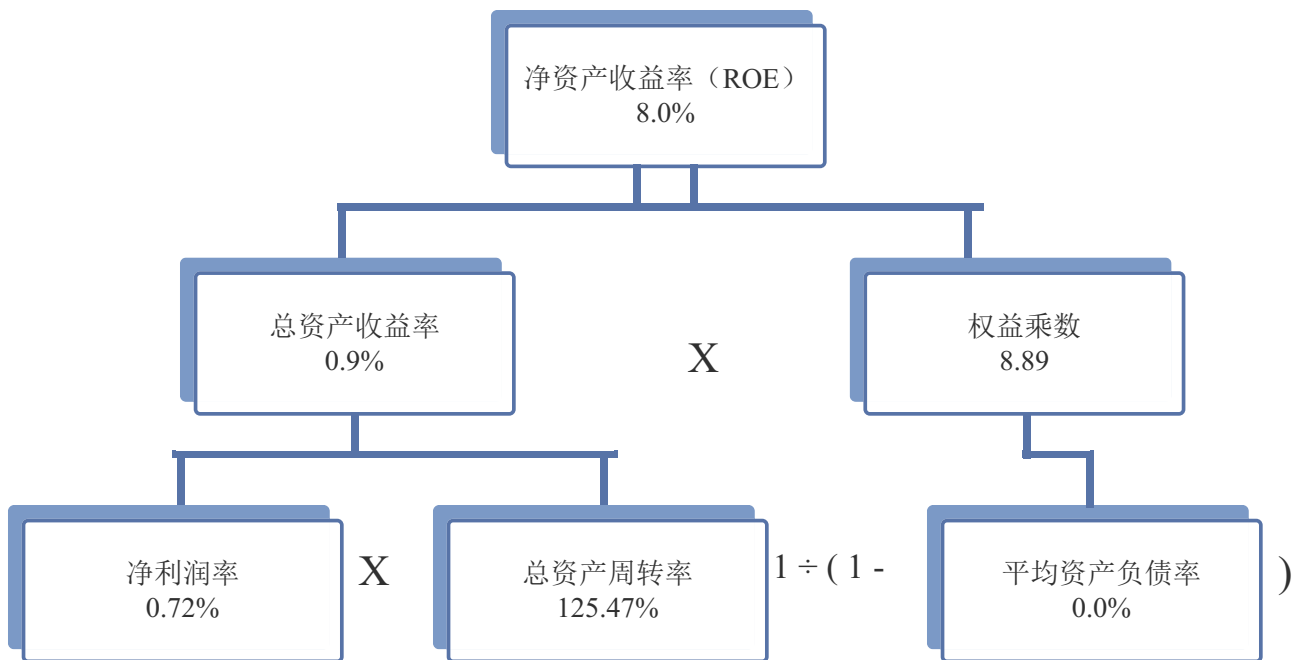 净资产收益率（ROE）
8.0%
总资产收益率
0.9%
X
权益乘数
8.89
净利润率
0.72%
X
总资产周转率
125.47%
1 ÷ ( 1 -
平均资产负债率
0.0%
)